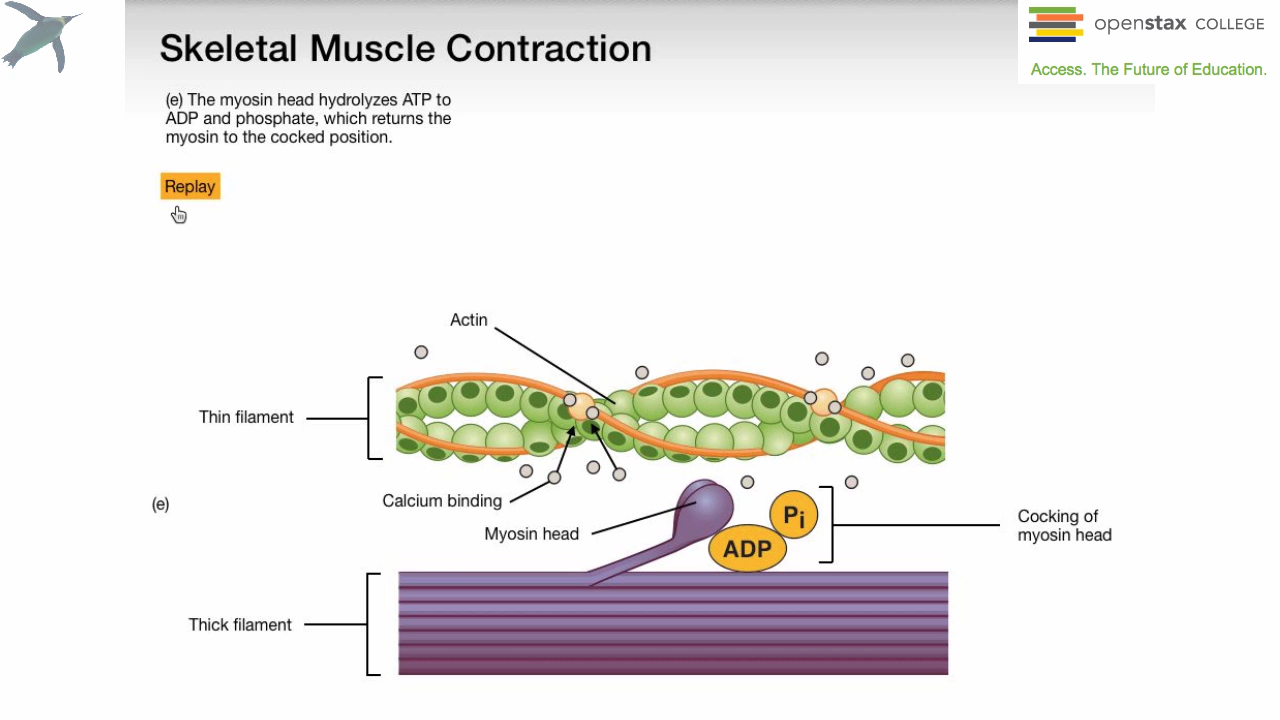 openstax COLLEGE
Access. The Future of Education.
Skeletal Muscle Contraction
(e) The myosin head hydrolyzes ATP to
ADP and phosphate, which returns the
myosin to the cocked position.
Replay
Actin
Thin filament
Calcium binding
(e)
Myosin head
Pi
ADP
Cocking of
myosin head
Thick filament